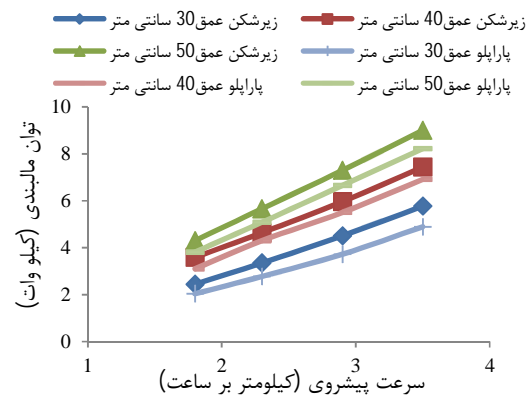 زیرشکن عمق30 سانتی متر زیرشکن عمق40 سانتی متر
زیرشکن عمق50 سانتی متر پاراپلو عمق30 سانتی متر
پاراپلو عمق40 سانتی متر پاراپلو عمق50 سانتی متر
توان مالبندی (کیلو وات)
10
8
6
4
2
0
1 2 3 4
سرعت پیشروی (کیلومتر بر ساعت)